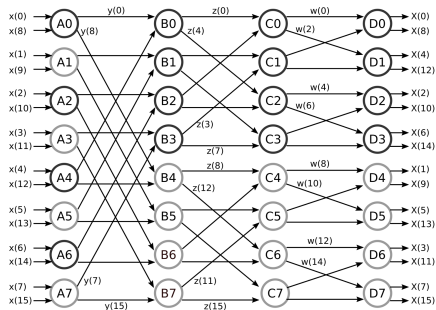 x(0) A0 y(0) B0 z(0) C0 w(0) D0 X(0)
x(8) y(8) z(4) w(2) X(8)
x(1) A1 B1 C1 D1 X(4)
x(9) X(12)
x(2) A2 B2 C2 w(4) D2 X(2)
x(10) w(6) X(10)
x(3) A3 B3 z(3) C3 D3 X(6)
x(11) z(7) X(14)
x(4) A4 B4 z(8) C4 w(8) D4 X(1)
x(12) z(12) w(10) X(9)
x(5) A5 B5 C5 D5 X(5)
x(13) X(13)
x(6) A6 B6 C6 w(12) D6 X(3)
x(14) w(14) X(11)
x(7) A7 y(7) B7 z(11) C7 D7 X(7)
x(15) y(15) z(15) X(15)